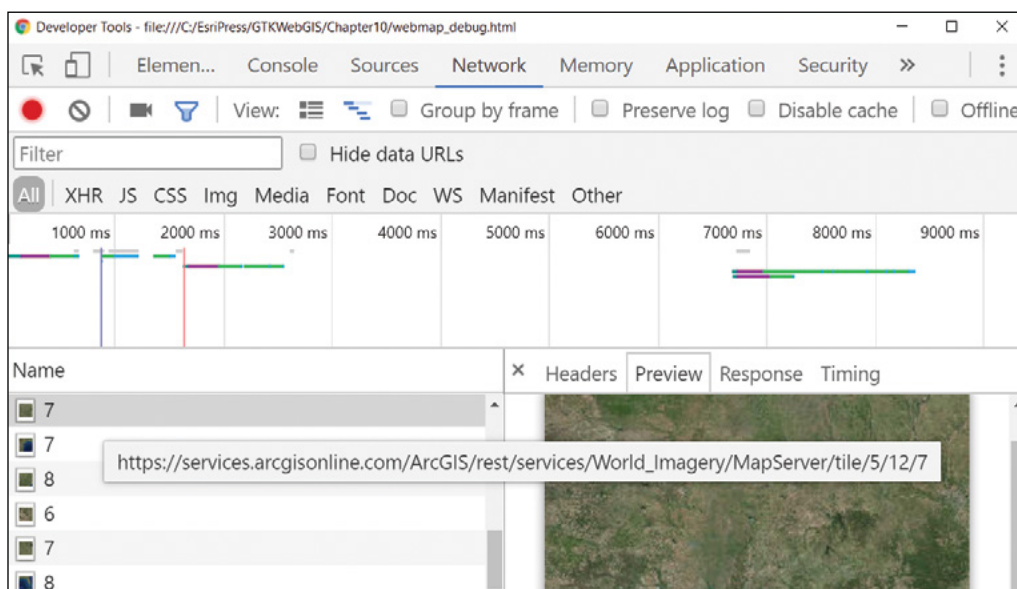 Developer Tools - file:///C:/EsriPress/GTKWebGIS/Chapter10/webmap_debug.html
Elemen... Console Sources Network Memory Application Security »
View: Group by frame Preserve log Disable cache Offline
Filter Hide data URLs
All XHR JS CSS Img Media Font Doc WS Manifest Other
1000 ms 2000 ms 3000 ms 4000 ms 5000 ms 6000 ms 7000 ms 8000 ms 9000 ms
Name × Headers Preview Response Timing
7
7
https://services.arcgisonline.com/ArcGIS/rest/services/World_Imagery/MapServer/tile/5/12/7
8
6
7
8